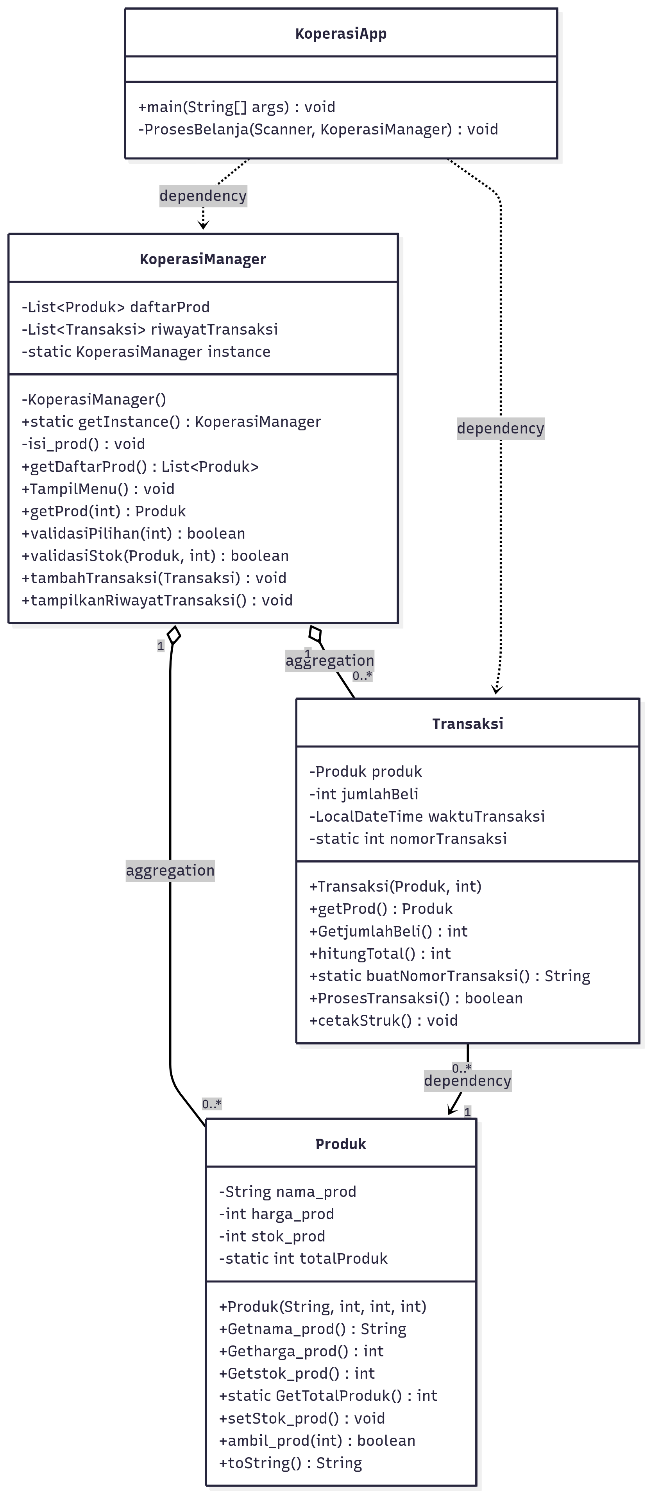 KoperasiApp
+main(String[] args) : void
-ProsesBelanja(Scanner, KoperasiManager) : void
dependency
KoperasiManager
-List<Produk> daftarProd
-List<Transaksi> riwayatTransaksi
-static KoperasiManager instance
-KoperasiManager()
+static getInstance() : KoperasiManager
-isi_prod() : void
+getDaftarProd() : List<Produk>
+TampilMenu() : void
+getProd(int) : Produk
+validasiPilihan(int) : boolean
+validasiStok(Produk, int) : boolean
+tambahTransaksi(Transaksi) : void
+tampilkanRiwayatTransaksi() : void
dependency
1
1
aggregation
0..*
Transaksi
-Produk produk
-int jumlahBeli
-LocalDateTime waktuTransaksi
-static int nomorTransaksi
+Transaksi(Produk, int)
+getProd() : Produk
+GetjumlahBeli() : int
+hitungTotal() : int
+static buatNomorTransaksi() : String
+ProsesTransaksi() : boolean
+cetakStruk() : void
aggregation
0..*
dependency
0..*
1
Produk
-String nama_prod
-int harga_prod
-int stok_prod
-static int totalProduk
+Produk(String, int, int, int)
+Getnama_prod() : String
+Getharga_prod() : int
+Getstok_prod() : int
+static GetTotalProduk() : int
+setStok_prod() : void
+ambil_prod(int) : boolean
+toString() : String